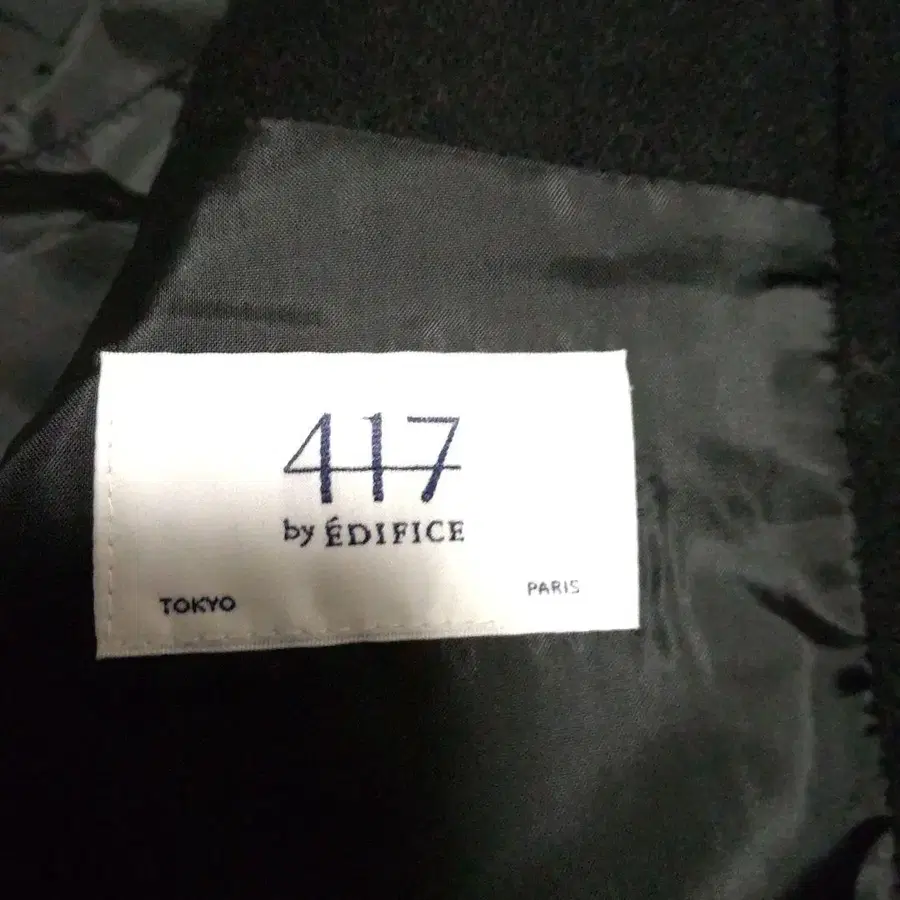 417
by ÉDIFICE
TOKYO PARIS